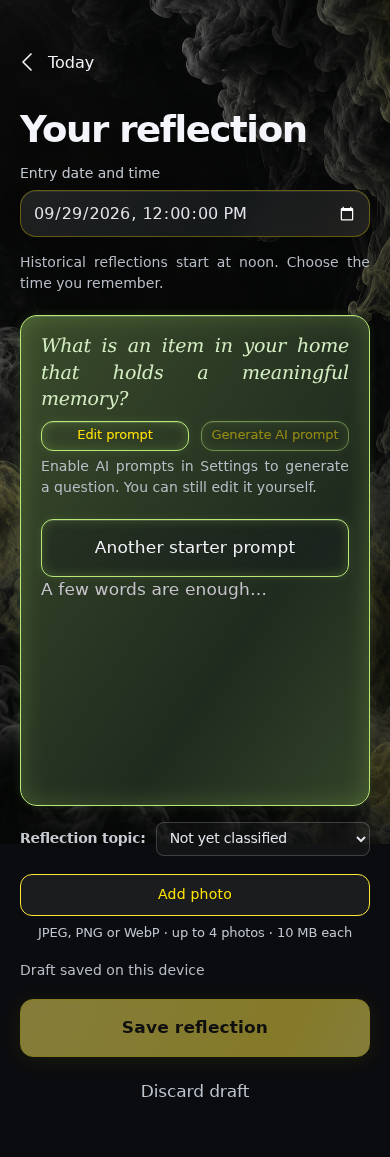 Today
Your reflection
Entry date and time
09/29/2026, 12:00:00 PM
Historical reflections start at noon. Choose the
time you remember.
What is an item in your home
that holds a meaningful
memory?
Edit prompt
Generate AI prompt
Enable AI prompts in Settings to generate
a question. You can still edit it yourself.
Another starter prompt
A few words are enough...
Reflection topic:
Not yet classified
Add photo
JPEG, PNG or WebP · up to 4 photos · 10 MB each
Draft saved on this device
Save reflection
Discard draft